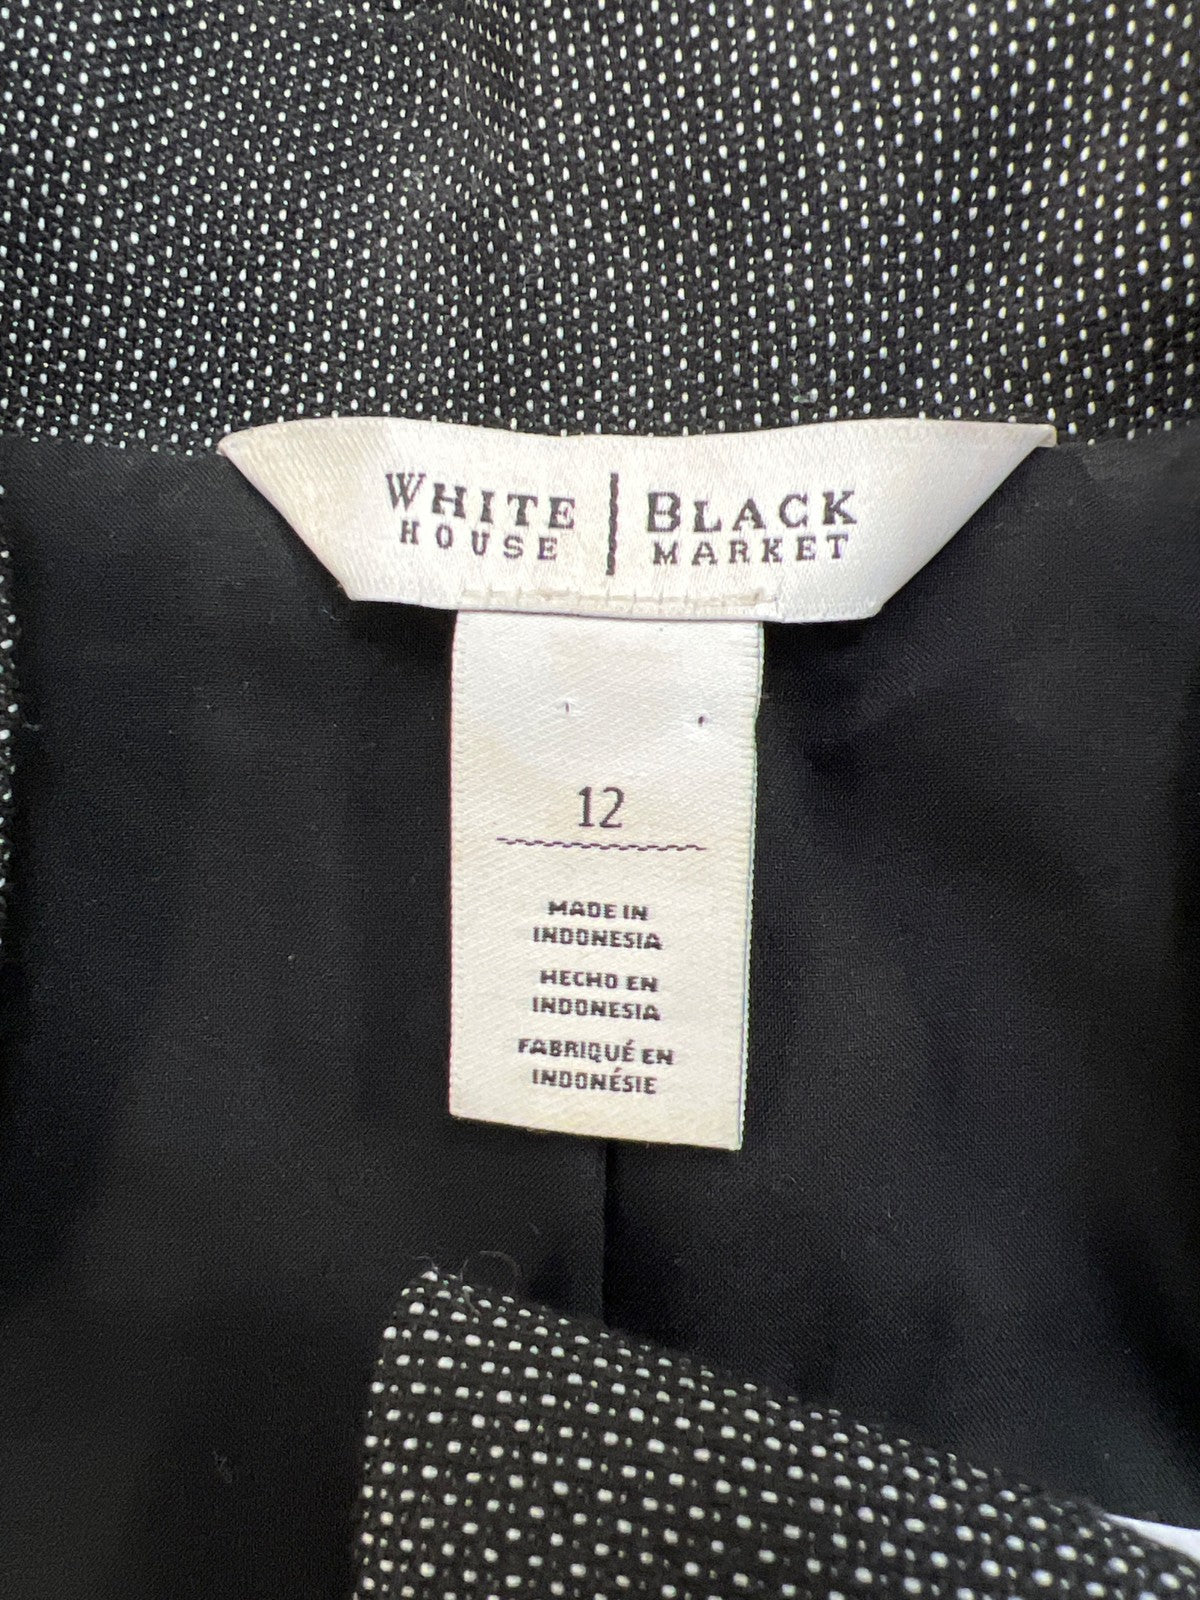 WHITE HOUSE | BLACK MARKET
12
MADE IN
INDONESIA
HECHO EN
INDONESIA
FABRIQUÉ EN
INDONÉSIE